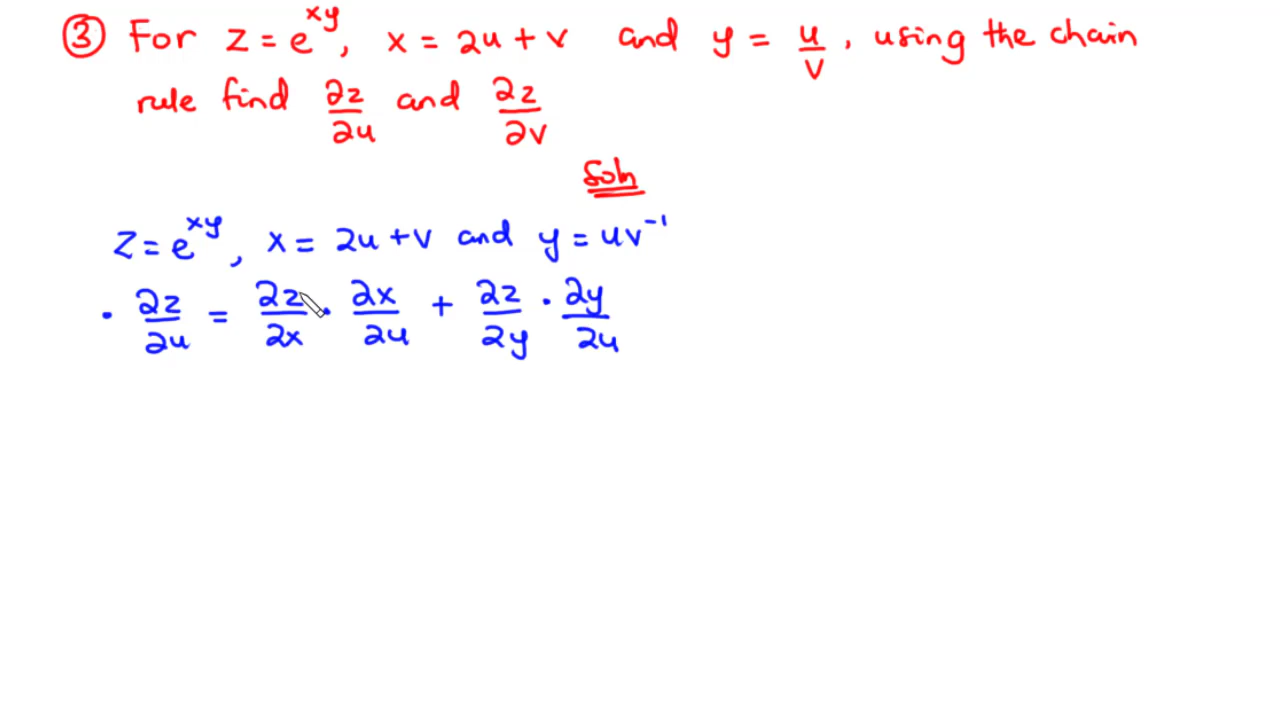 ③ For z = e^{xy}, x = 2u + v and y = u/v, using the chain
rule find ∂z/∂u and ∂z/∂v
Soln
z = e^{xy}, x = 2u + v and y = uv⁻¹
· ∂z/∂u = ∂z/∂x · ∂x/∂u + ∂z/∂y · ∂y/∂u